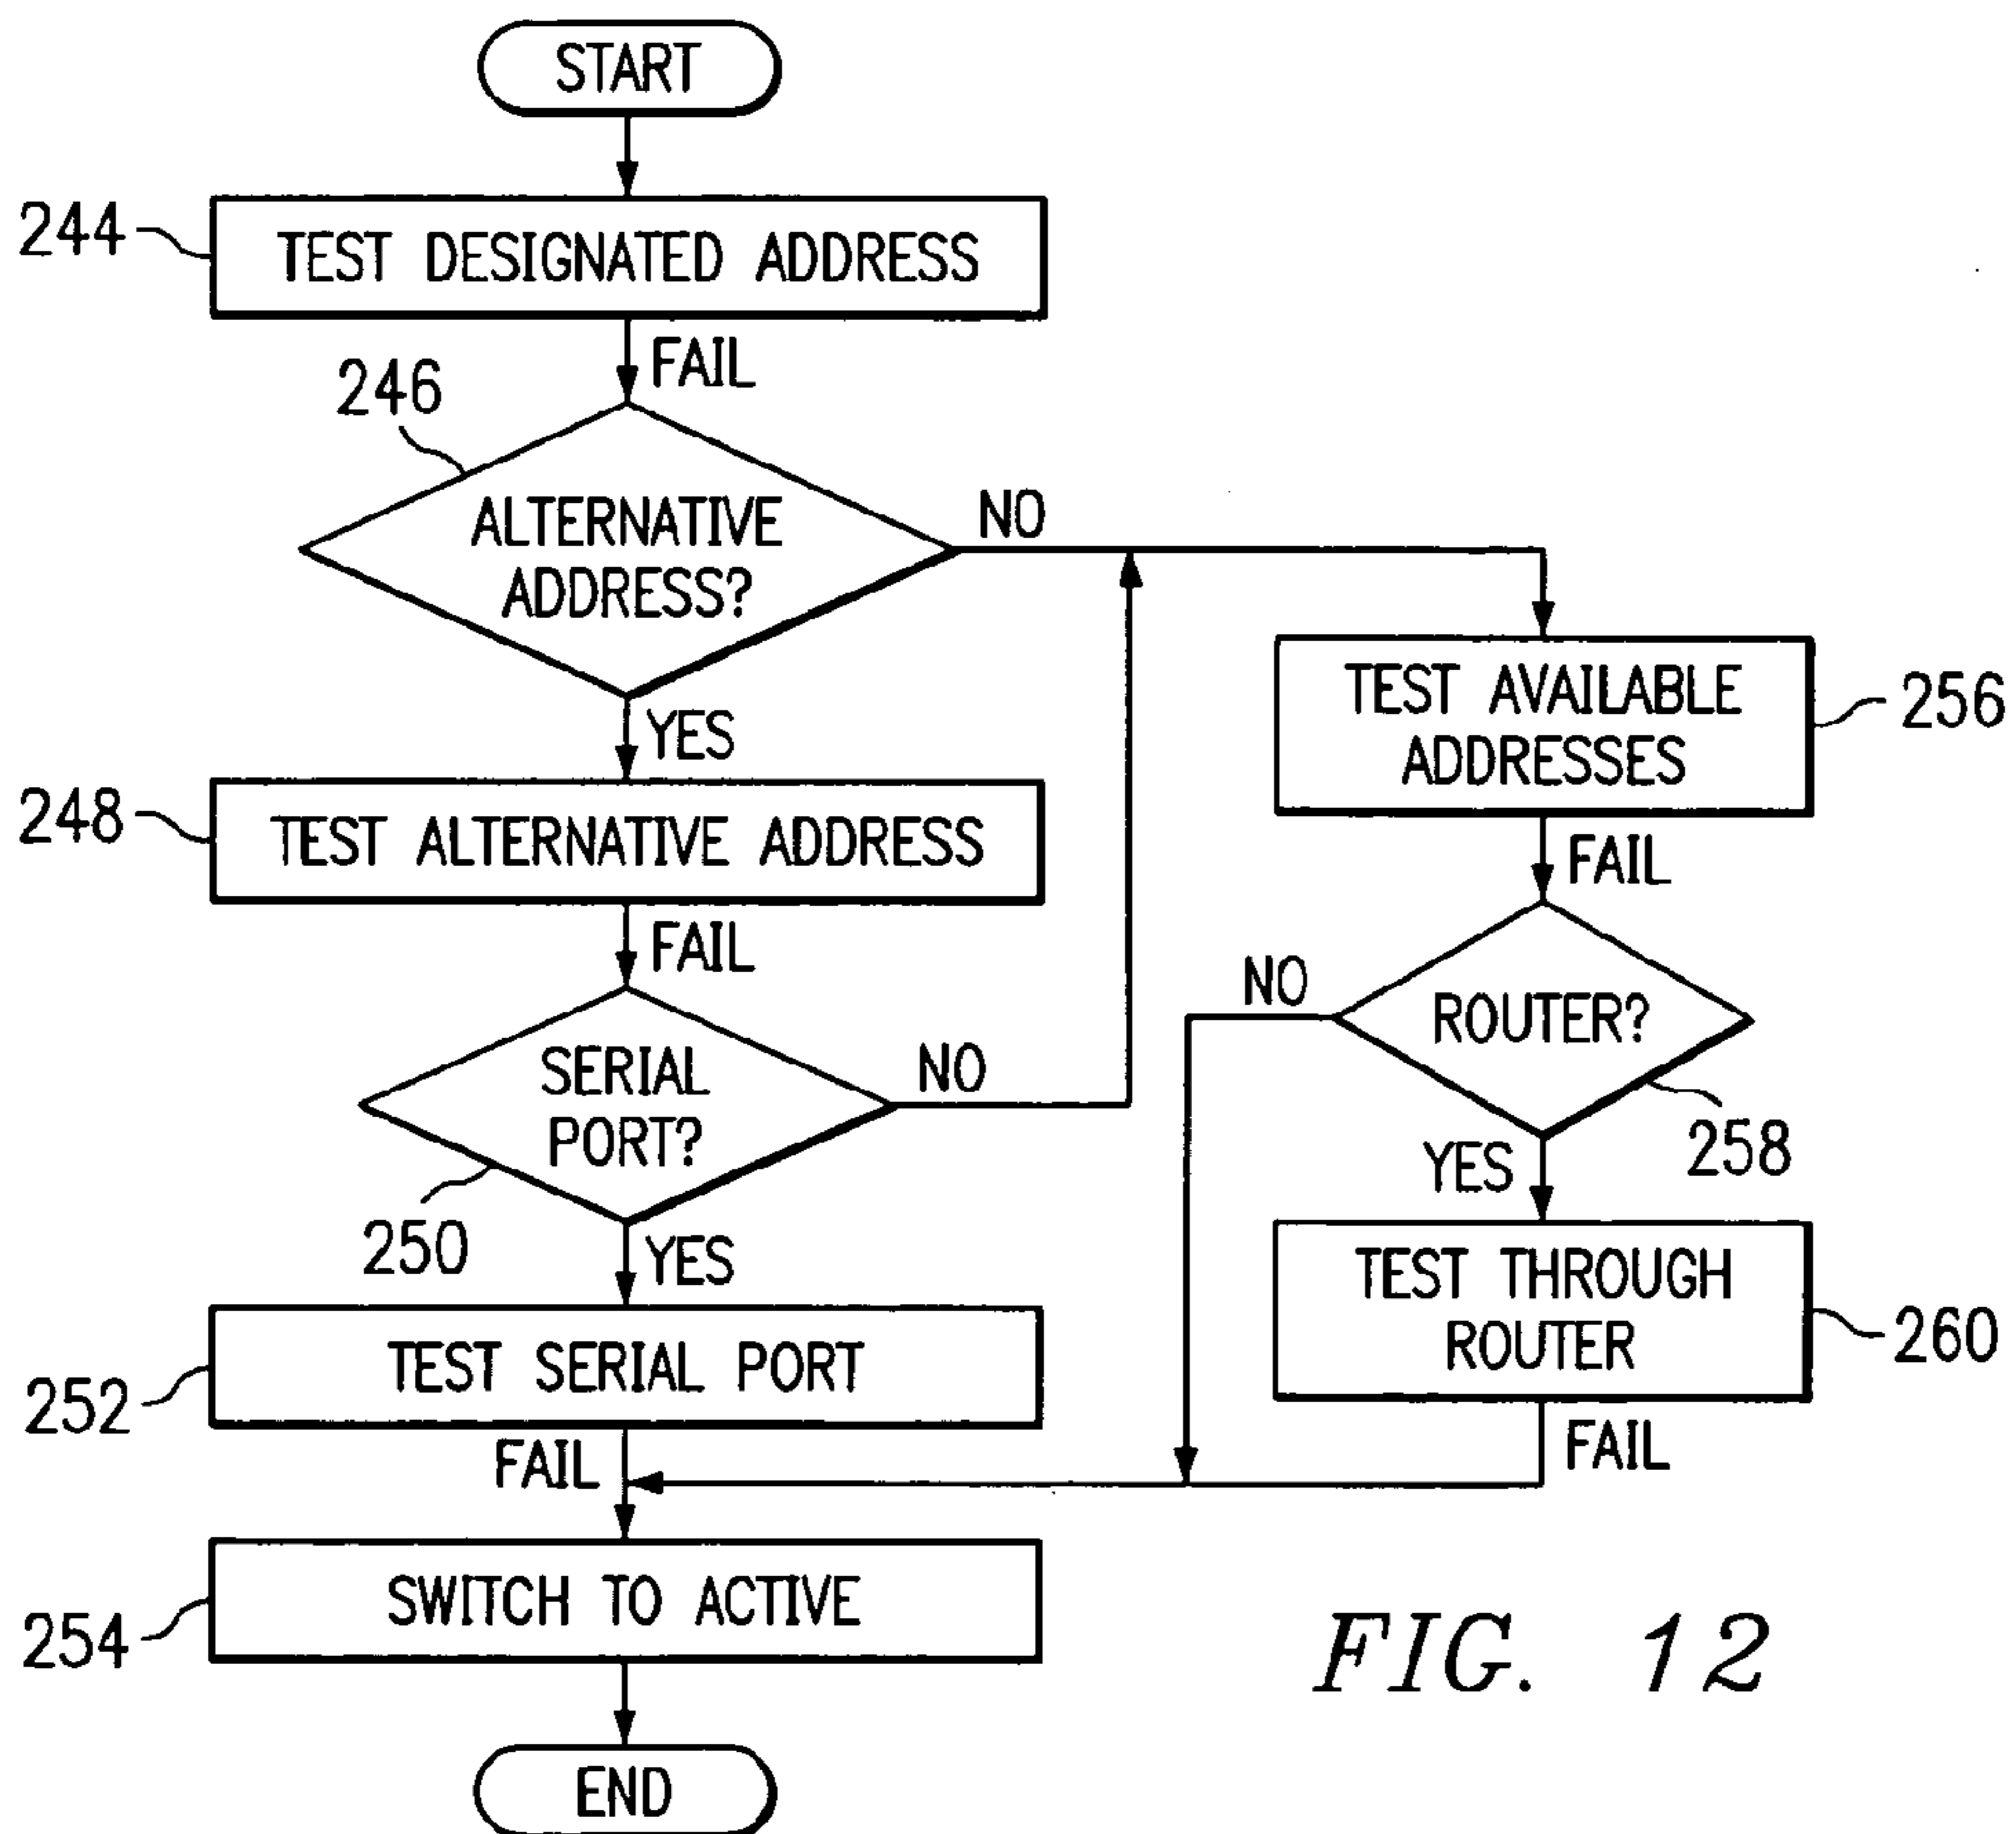 START
244
TEST DESIGNATED ADDRESS
FAIL
246
ALTERNATIVE
ADDRESS?
NO
YES
248
TEST ALTERNATIVE ADDRESS
FAIL
SERIAL
PORT?
NO
250
YES
TEST SERIAL PORT
252
FAIL
SWITCH TO ACTIVE
254
END
TEST AVAILABLE
ADDRESSES
256
FAIL
ROUTER?
NO
258
YES
TEST THROUGH
ROUTER
260
FAIL
FIG. 12